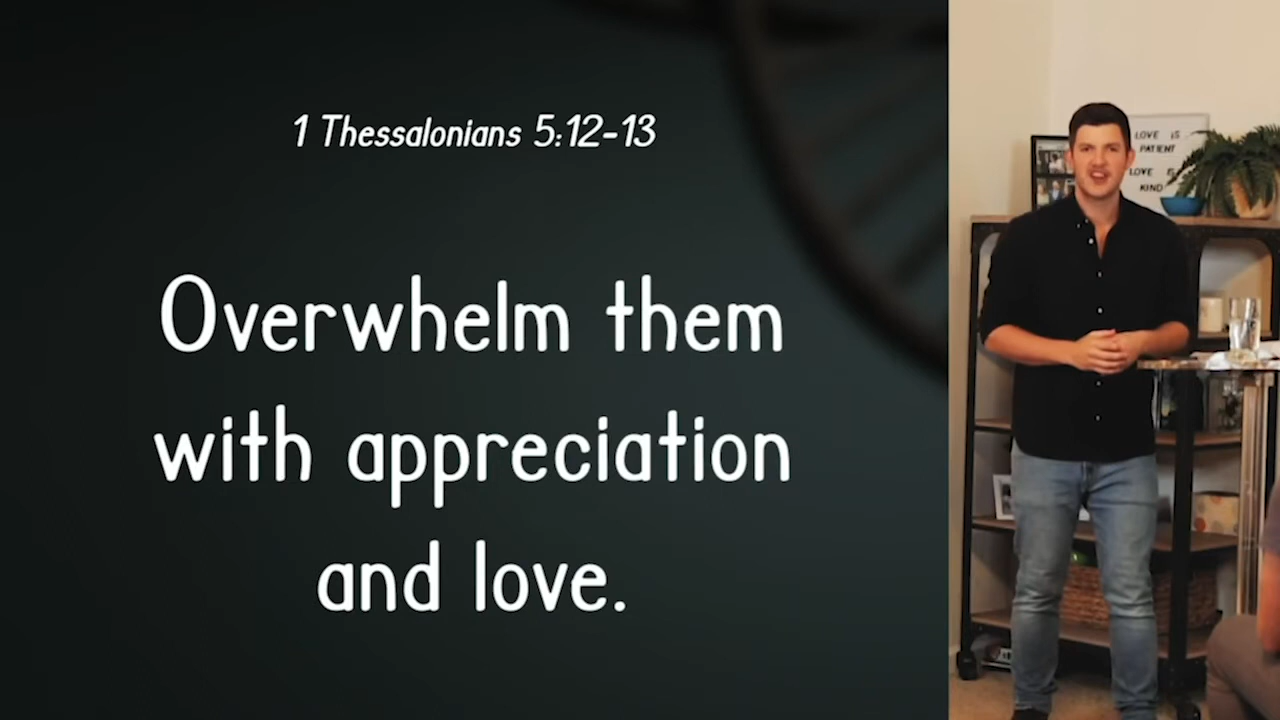 1 Thessalonians 5:12-13
Overwhelm them
with appreciation
and love.
LOVE IS
PATIENT
LOVE IS
KIND